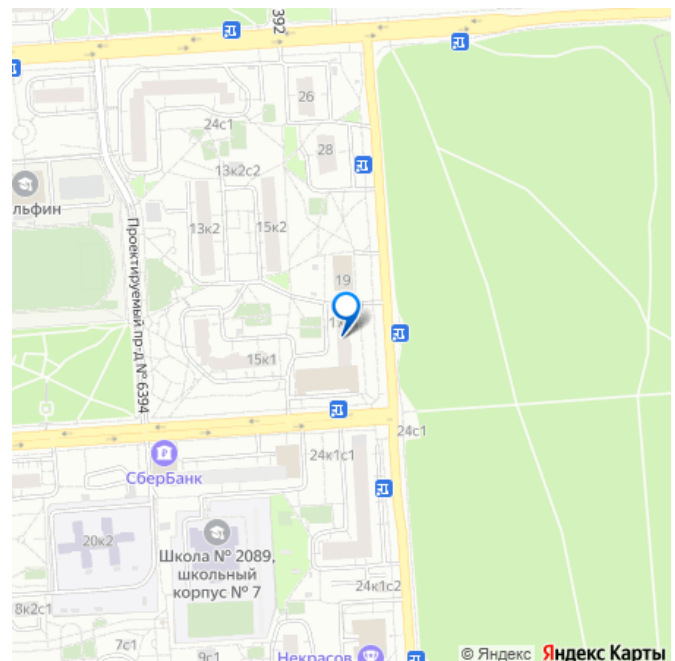 392
26
24с1
28
13к2с2
льфин
13к2
15к2
Проектируемый пр-д № 6394
19
15к1
24с1
СберБанк
24к1с1
20к2
Школа № 2089,
школьный
корпус № 7
24к1с2
8к2с1
7с1
9с1
Некрасов
© Яндекс Яндекс Карты